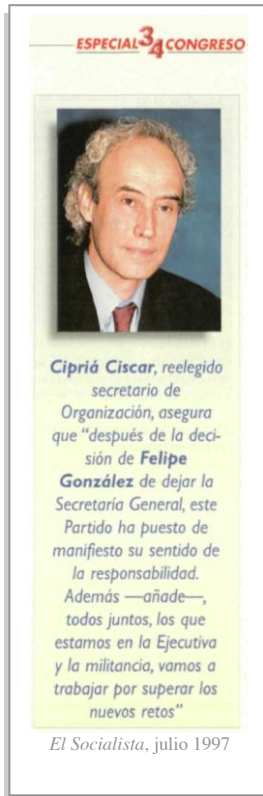 ESPECIAL 34 CONGRESO
Cipriá Ciscar, reelegido
secretario de
Organización, asegura
que “después de la deci-
sión de Felipe
González de dejar la
Secretaría General, este
Partido ha puesto de
manifiesto su sentido de
la responsabilidad.
Además —añade—,
todos juntos, los que
estamos en la Ejecutiva
y la militancia, vamos a
trabajar por superar los
nuevos retos”
El Socialista, julio 1997